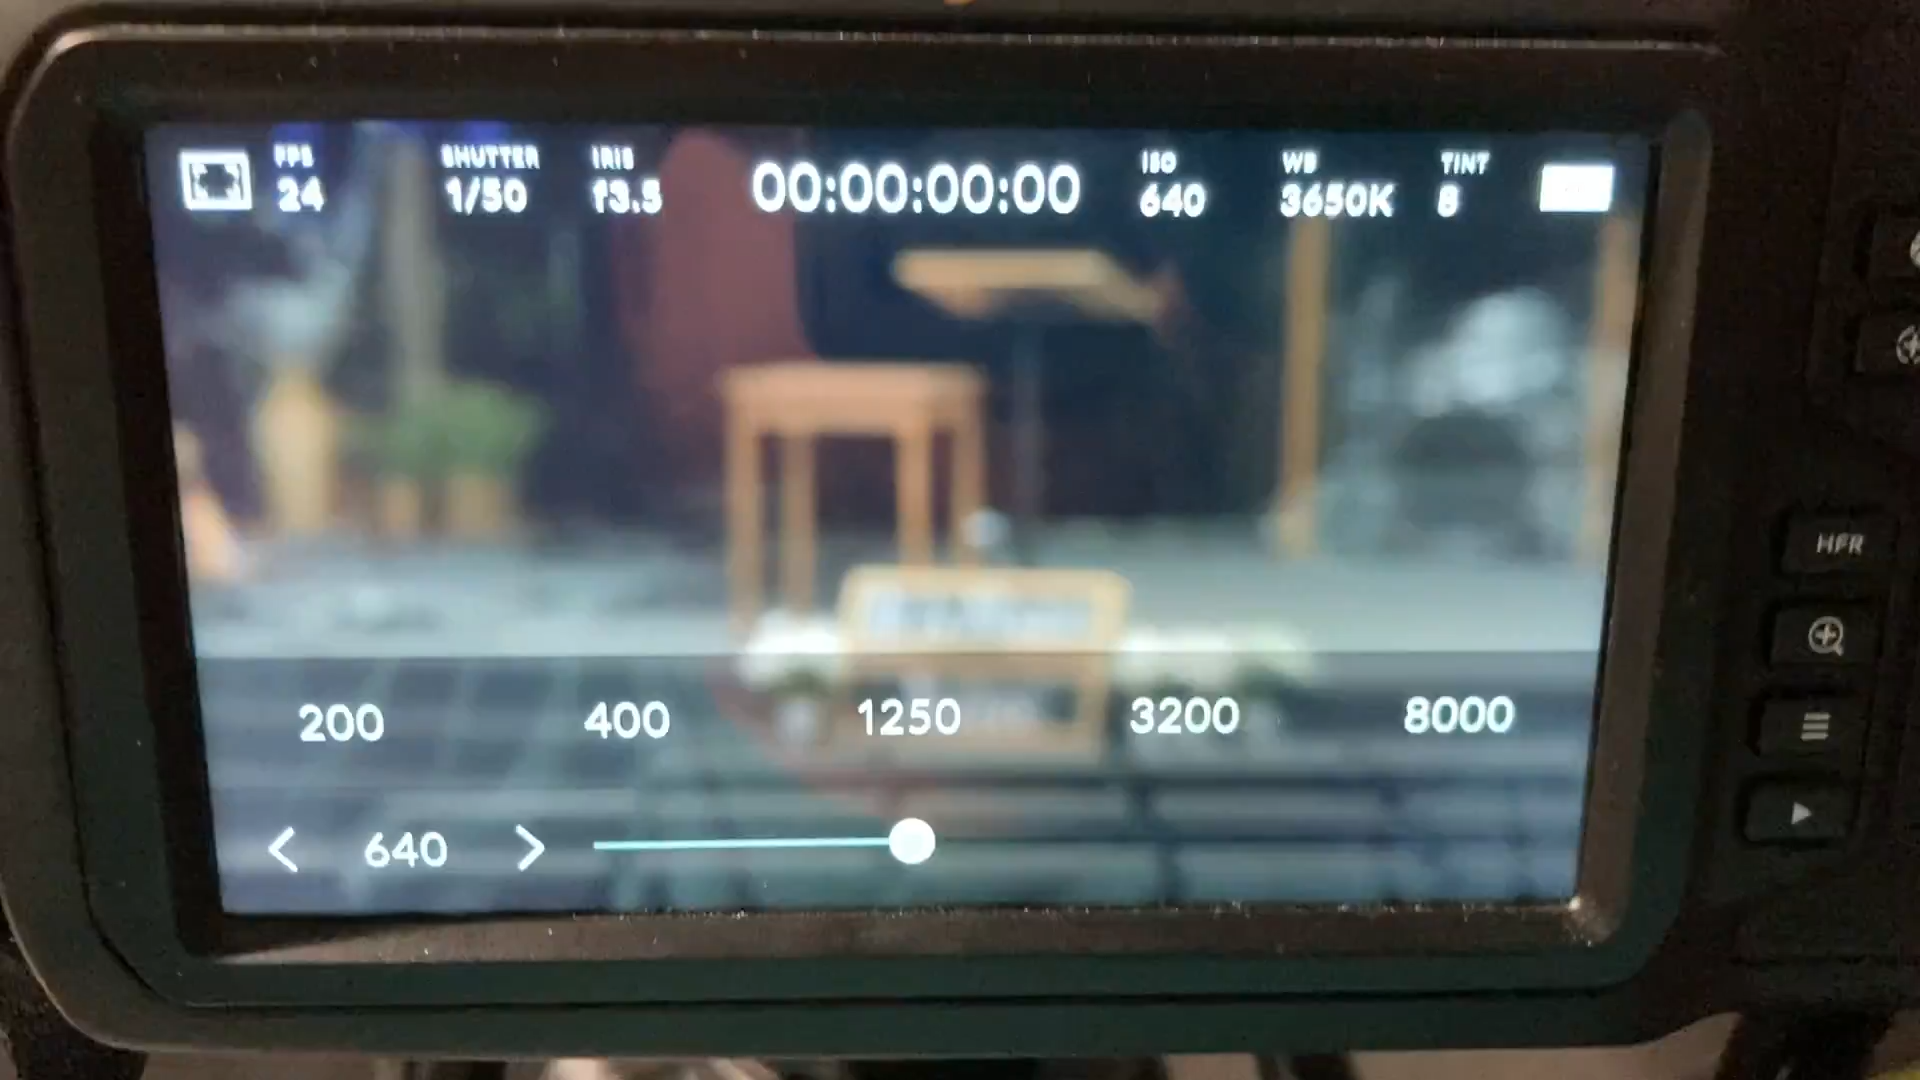 FPS SHUTTER IRIS 00:00:00:00 ISO WB TINT
24 1/50 f3.5 640 3650K 8
HFR
200 400 1250 3200 8000
640